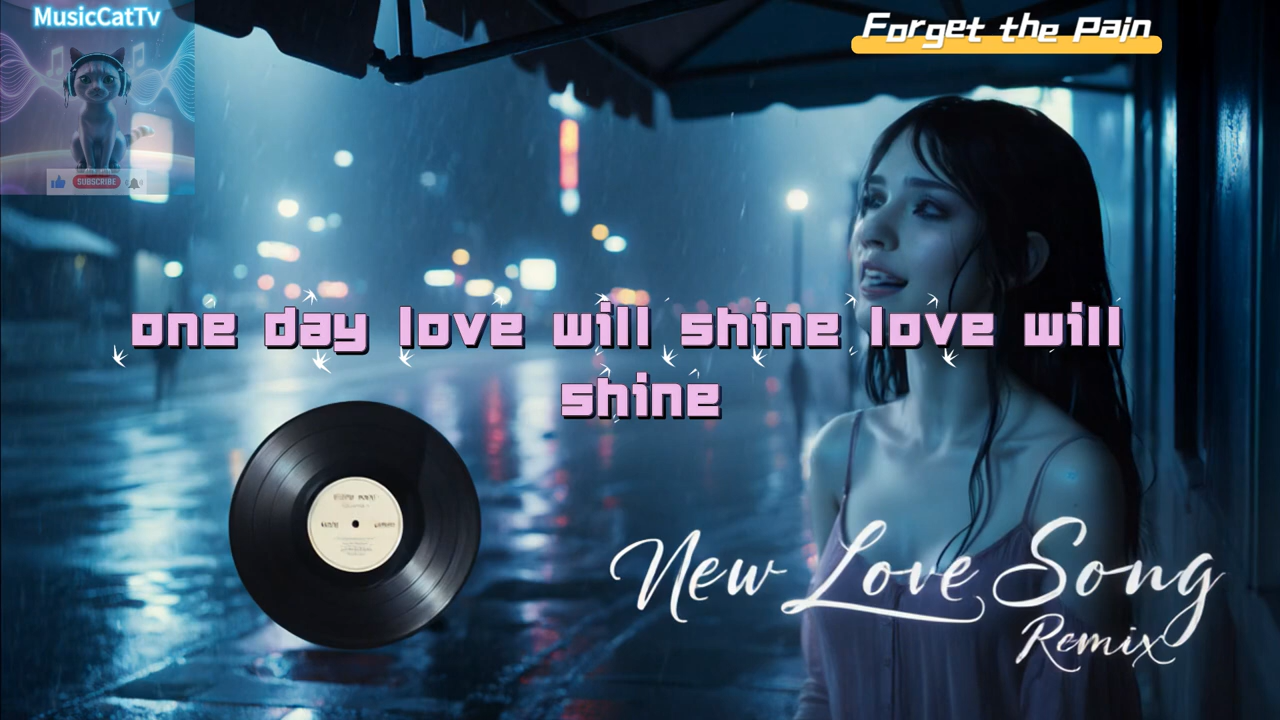 MusicCatTv
Forget the Pain
SUBSCRIBE
one day love will shine love will
shine
New Love Song
Remix